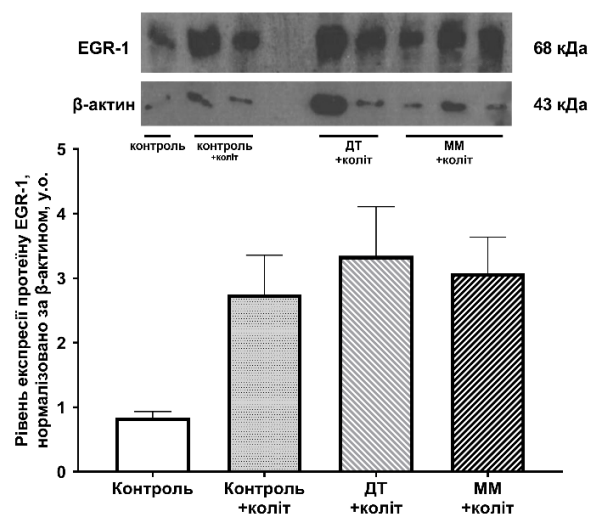 EGR-1 68 кДа
β-актин 43 кДа
контроль контроль ДТ ММ
+коліт +коліт +коліт
Рівень експресії протеїну EGR-1,
нормалізовано за β-актином, у.о.
5
4
3
2
1
0
Контроль Контроль ДТ ММ
+коліт +коліт +коліт